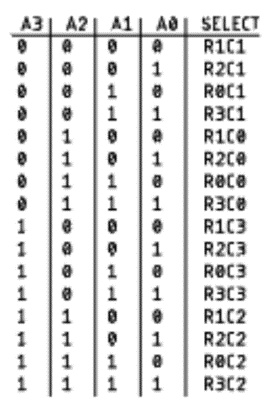 A3 | A2 | A1 | A0 | SELECT
0 | 0 | 0 | 0 | R1C1
0 | 0 | 0 | 1 | R2C1
0 | 0 | 1 | 0 | R0C1
0 | 0 | 1 | 1 | R3C1
0 | 1 | 0 | 0 | R1C0
0 | 1 | 0 | 1 | R2C0
0 | 1 | 1 | 0 | R0C0
0 | 1 | 1 | 1 | R3C0
1 | 0 | 0 | 0 | R1C3
1 | 0 | 0 | 1 | R2C3
1 | 0 | 1 | 0 | R0C3
1 | 0 | 1 | 1 | R3C3
1 | 1 | 0 | 0 | R1C2
1 | 1 | 0 | 1 | R2C2
1 | 1 | 1 | 0 | R0C2
1 | 1 | 1 | 1 | R3C2